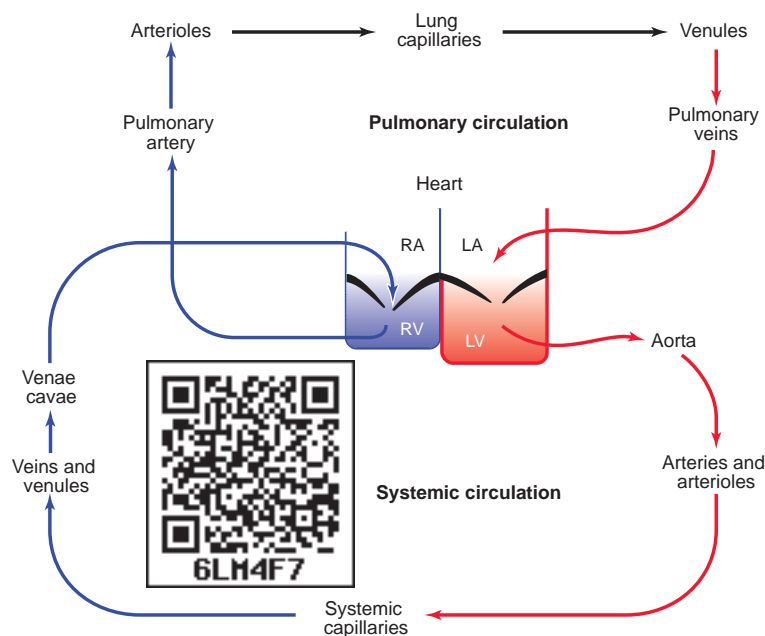 Arterioles
Lung
capillaries
Venules
Pulmonary
artery
Pulmonary circulation
Pulmonary
veins
Heart
RA
LA
RV
LV
Aorta
Venae
cavae
Veins and
venules
Systemic circulation
Arteries and
arterioles
6LM4F7
Systemic
capillaries